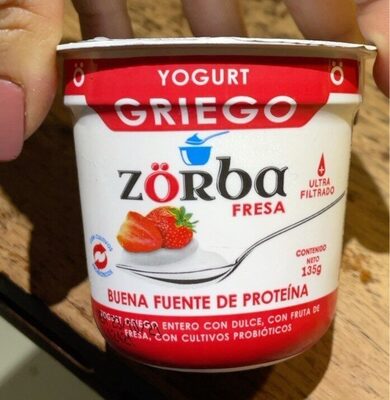 YOGURT
GRIEGO
ZÖRBA
FRESA
ULTRA
FILTRADO
CONTENIDO
NETO
135g
BUENA FUENTE DE PROTEÍNA
YOGURT GRIEGO ENTERO CON DULCE, CON FRUTA DE
FRESA, CON CULTIVOS PROBIÓTICOS